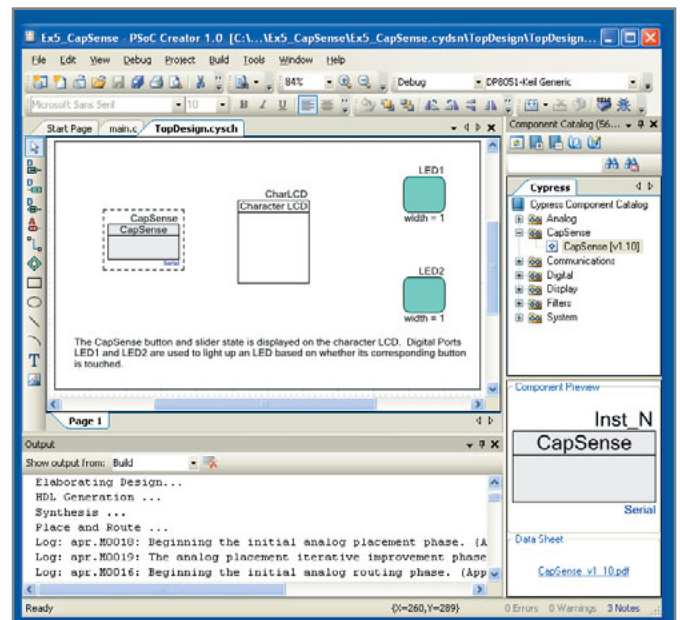 Ex5_CapSense - PSoC Creator 1.0 [C:\...\Ex5_CapSense\Ex5_CapSense.cydsn\TopDesign\TopDesign...
File Edit View Debug Project Build Tools Window Help
84% Debug DP8051-Keil Generic
Microsoft Sans Serif 10 B I U
Start Page main.c TopDesign.cysch
Component Catalog (56...
CapSense
CapSense
Serial
CharLCD
Character LCD
LED1
width = 1
LED2
width = 1
The CapSense button and slider state is displayed on the character LCD. Digital Ports
LED1 and LED2 are used to light up an LED based on whether its corresponding button
is touched.
Page 1
Cypress
Cypress Component Catalog
Analog
CapSense
CapSense [v1.10]
Communications
Digital
Display
Filters
System
Component Preview
Inst_N
CapSense
Serial
Data Sheet
CapSense_v1_10.pdf
Output
Show output from: Build
Elaborating Design...
HDL Generation ...
Synthesis ...
Place and Route ...
Log: apr.M0018: Beginning the initial analog placement phase. (A
Log: apr.M0019: The analog placement iterative improvement phase
Log: apr.M0016: Beginning the initial analog routing phase. (App
Ready {X=260,Y=289} 0 Errors 0 Warnings 3 Notes